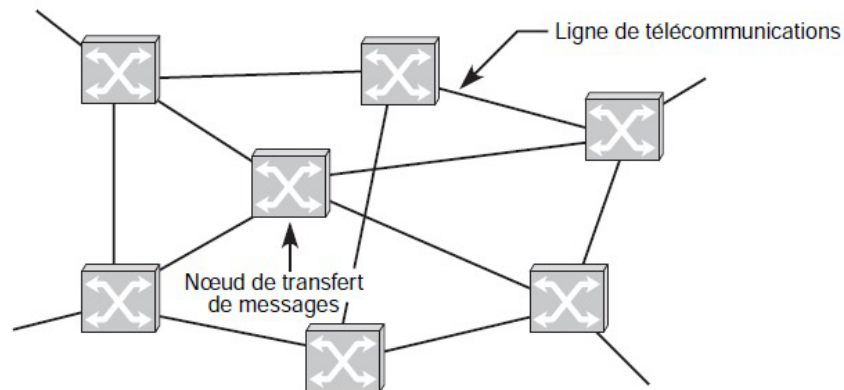 Ligne de télécommunications
Nœud de transfert
de messages